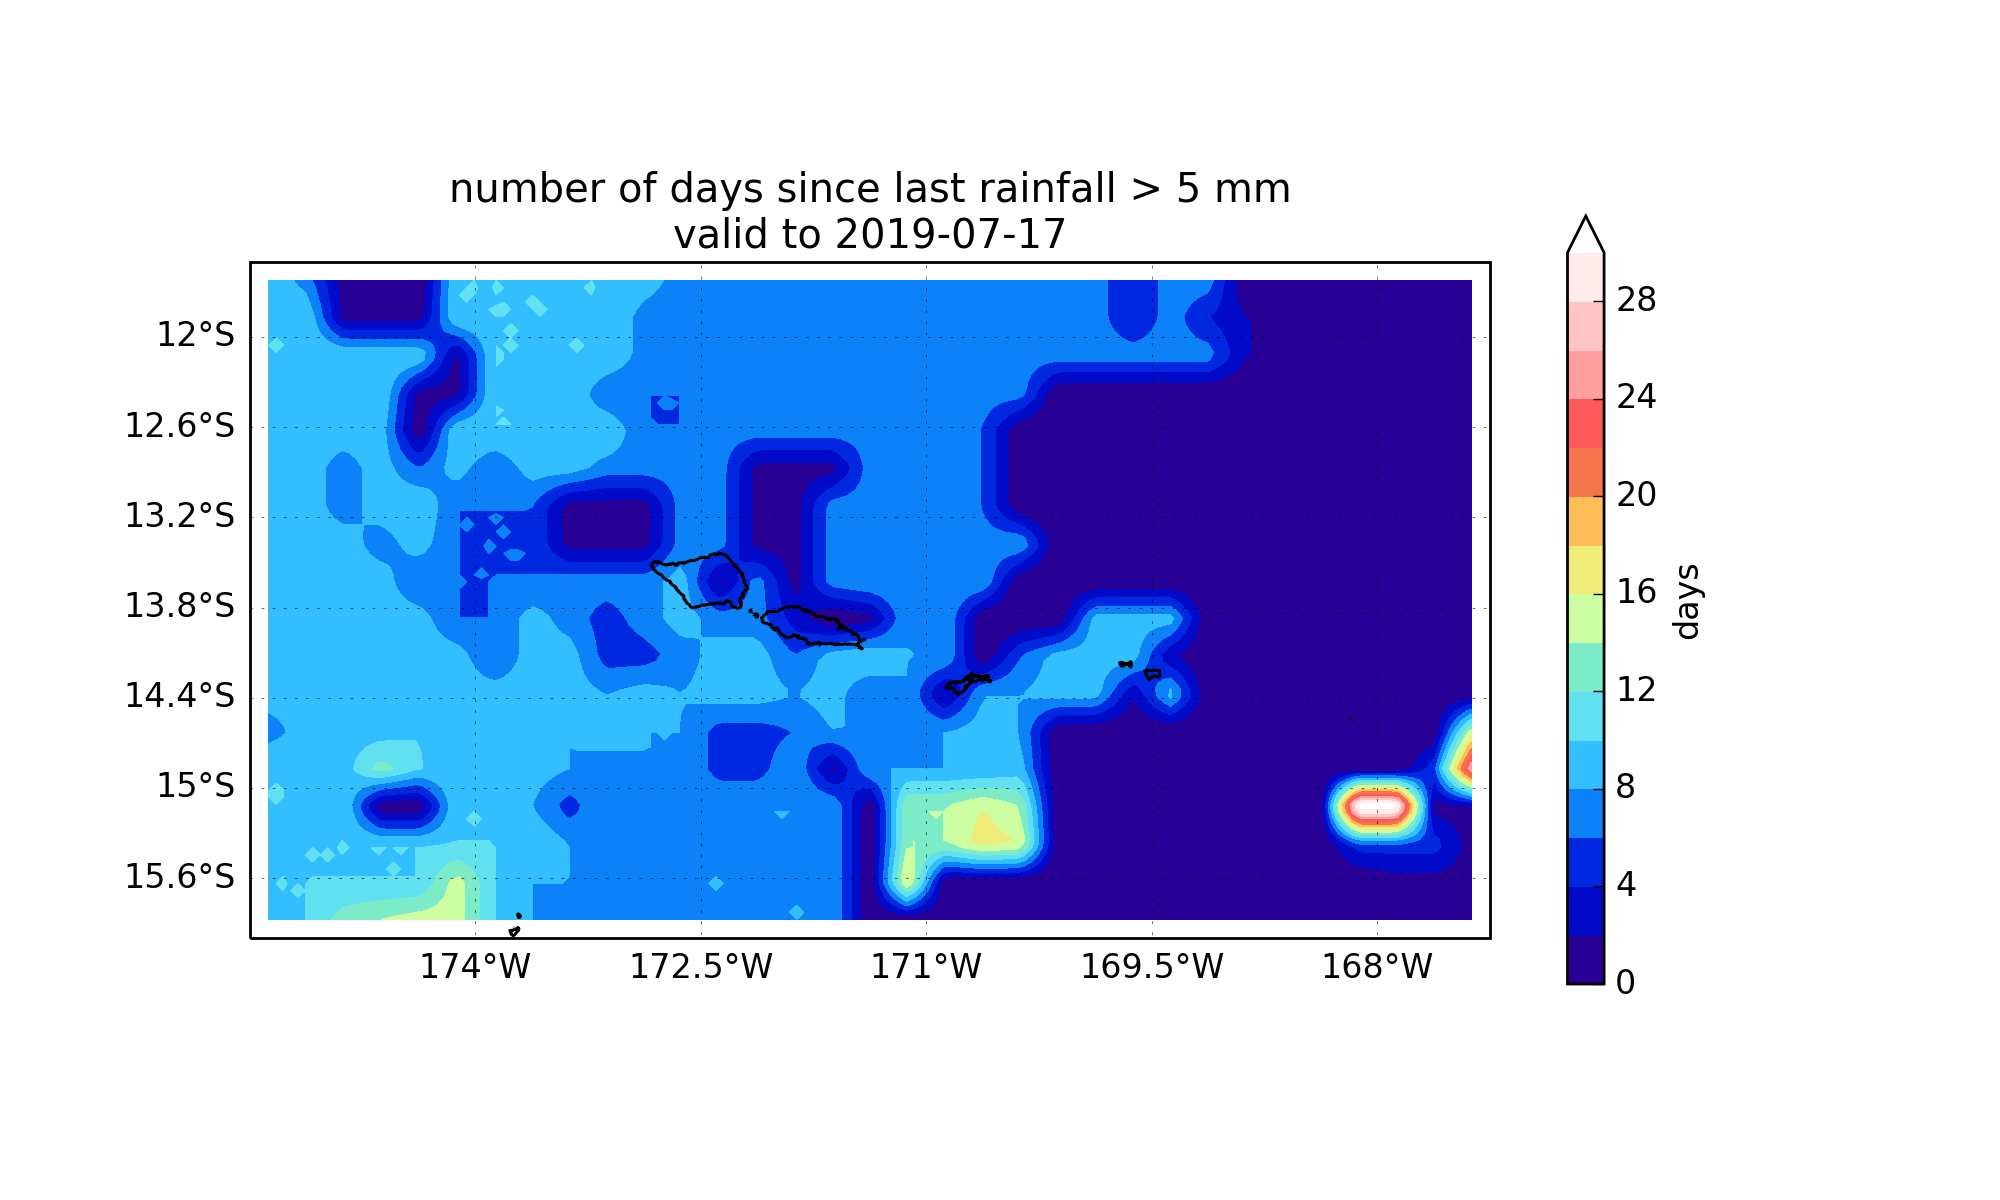 number of days since last rainfall > 5 mm
valid to 2019-07-17
12°S
12.6°S
13.2°S
13.8°S
14.4°S
15°S
15.6°S
174°W 172.5°W 171°W 169.5°W 168°W
28
24
20
16
12
8
4
0
days